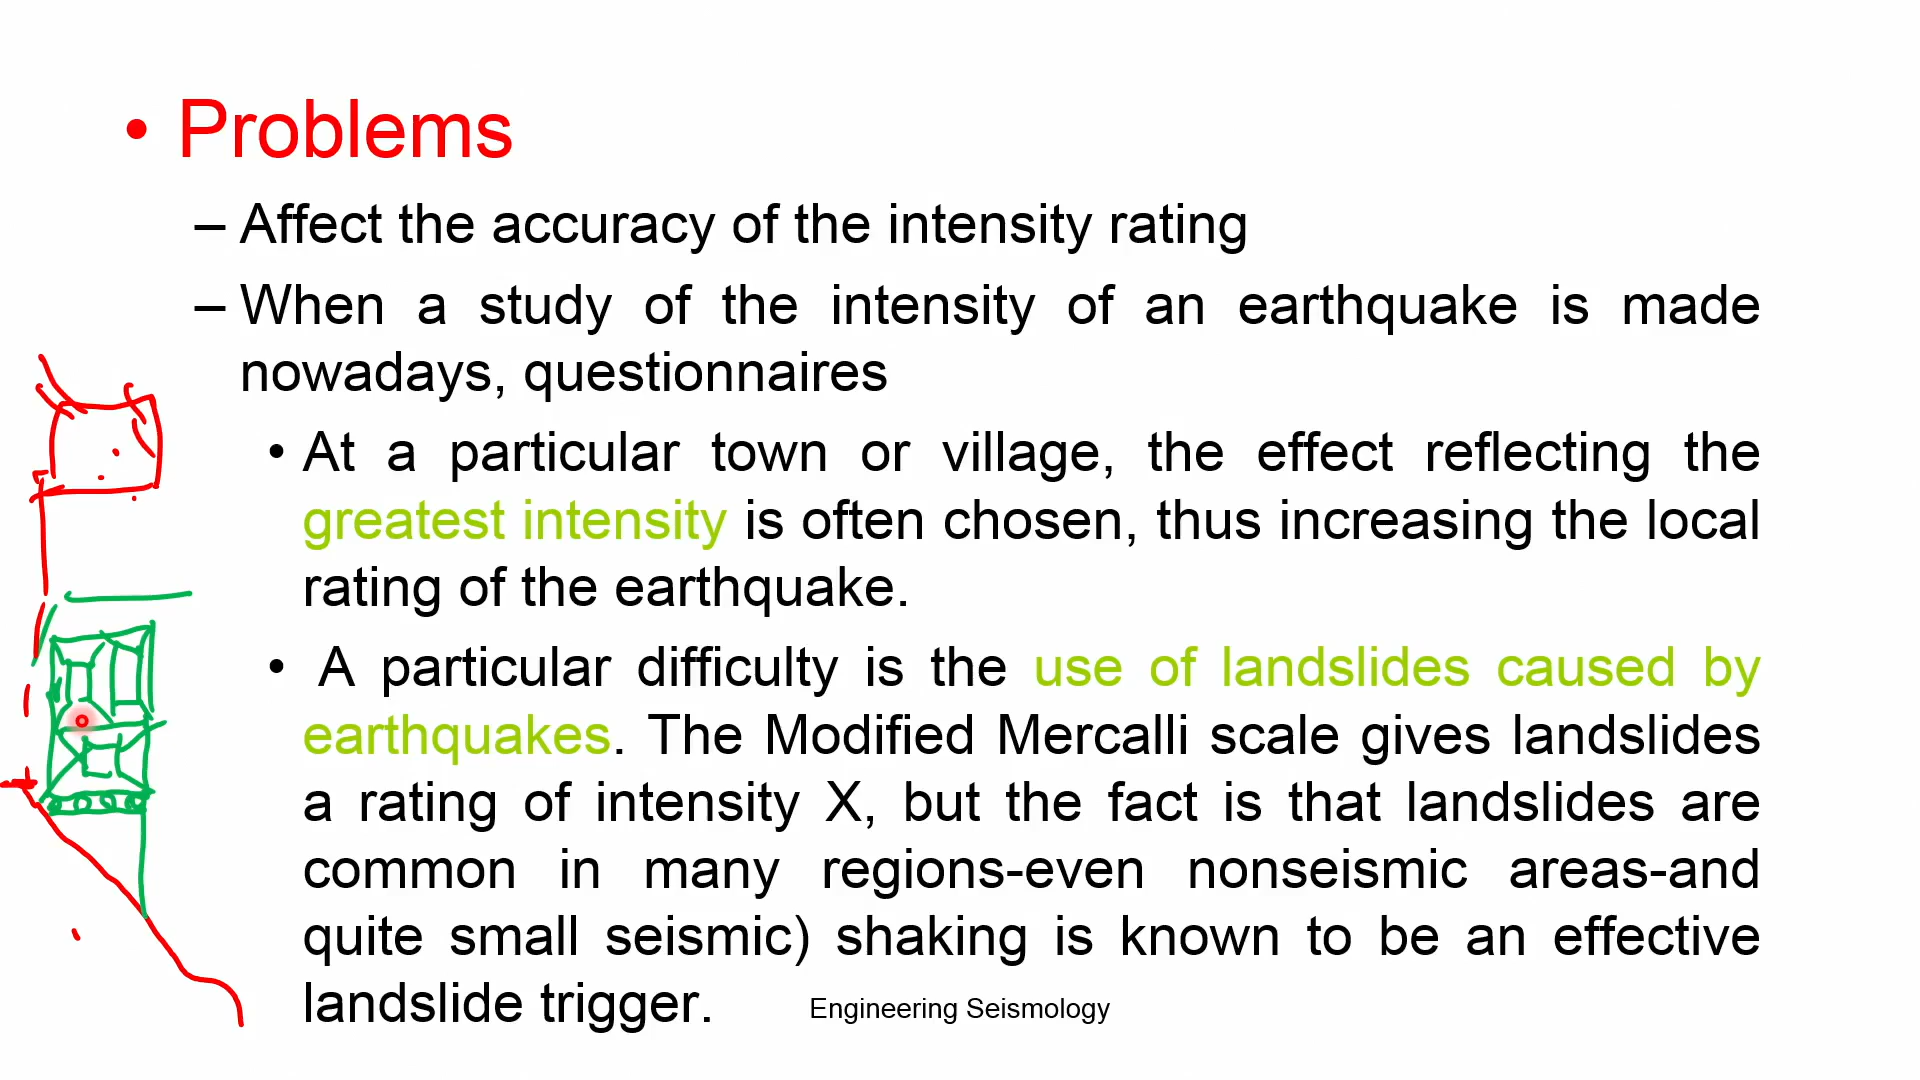 • Problems
– Affect the accuracy of the intensity rating
– When a study of the intensity of an earthquake is made
nowadays, questionnaires
• At a particular town or village, the effect reflecting the
greatest intensity is often chosen, thus increasing the local
rating of the earthquake.
• A particular difficulty is the use of landslides caused by
earthquakes. The Modified Mercalli scale gives landslides
a rating of intensity X, but the fact is that landslides are
common in many regions-even nonseismic areas-and
quite small seismic) shaking is known to be an effective
landslide trigger.
Engineering Seismology